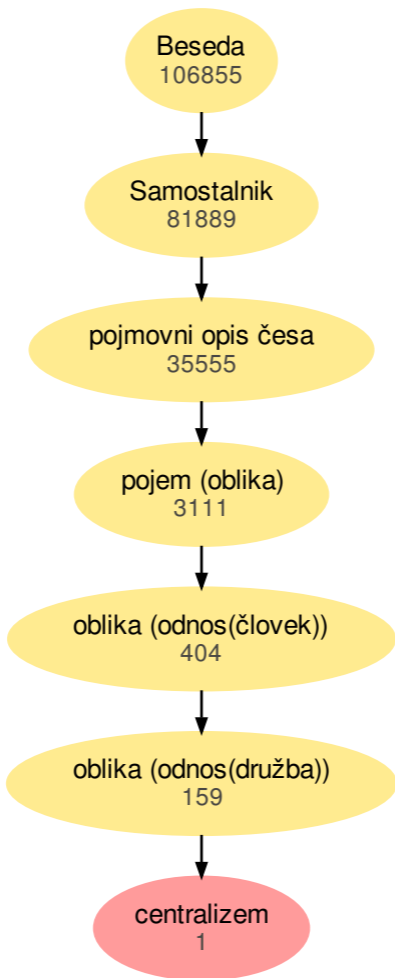 Beseda
106855
Samostalnik
81889
pojmovni opis česa
35555
pojem (oblika)
3111
oblika (odnos(človek))
404
oblika (odnos(družba))
159
centralizem
1